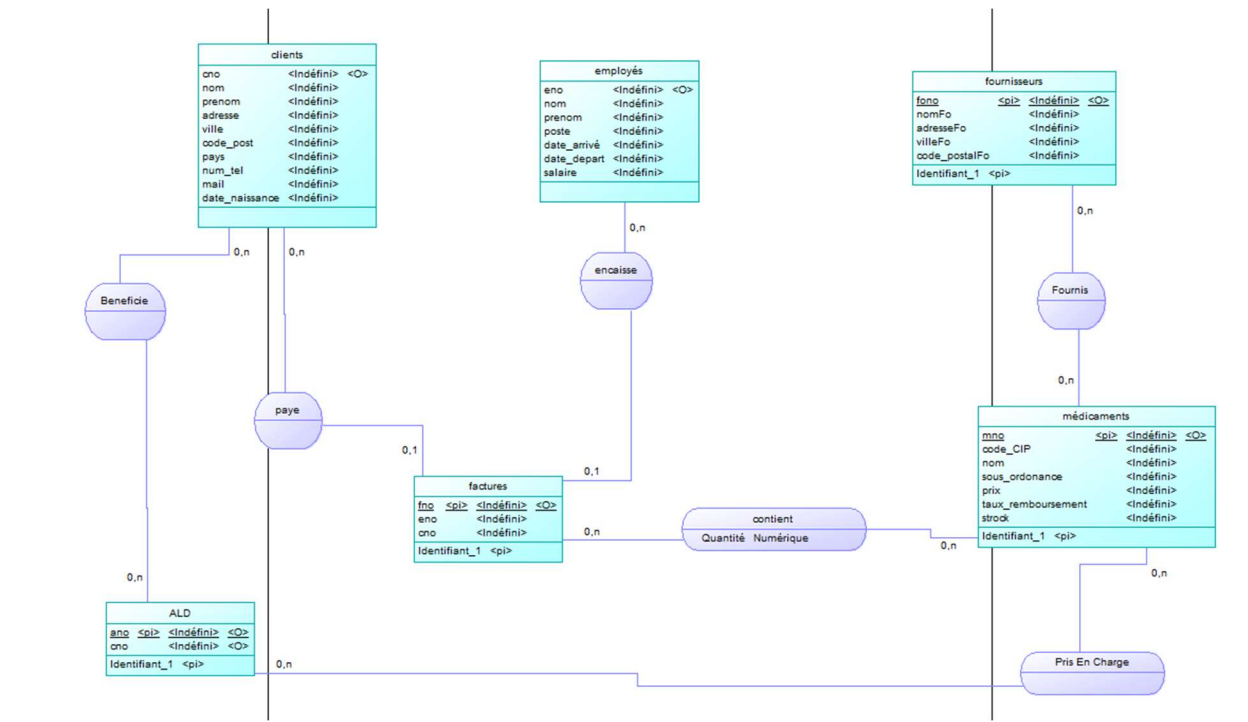 clients
cno <Indéfini> <O>
nom <Indéfini>
prenom <Indéfini>
adresse <Indéfini>
ville <Indéfini>
code_post <Indéfini>
pays <Indéfini>
num_tel <Indéfini>
mail <Indéfini>
date_naissance <Indéfini>
employés
eno <Indéfini> <O>
nom <Indéfini>
prenom <Indéfini>
poste <Indéfini>
date_arrivé <Indéfini>
date_depart <Indéfini>
salaire <Indéfini>
fournisseurs
fono <pi> <Indéfini> <O>
nomFo <Indéfini>
adresseFo <Indéfini>
villeFo <Indéfini>
code_postalFo <Indéfini>
Identifiant_1 <pi>
0,n
0,n
0,n
0,n
Beneficie
encaisse
Fournis
0,n
paye
0,1
0,1
médicaments
mno <pi> <Indéfini> <O>
code_CIP <Indéfini>
nom <Indéfini>
sous_ordonance <Indéfini>
prix <Indéfini>
taux_remboursement <Indéfini>
strock <Indéfini>
Identifiant_1 <pi>
factures
fno <pi> <Indéfini> <O>
eno <Indéfini>
cno <Indéfini>
Identifiant_1 <pi>
0,n
contient
Quantité Numérique
0,n
0,n
0,n
ALD
ano <pi> <Indéfini> <O>
cno <Indéfini> <O>
Identifiant_1 <pi>
0,n
Pris En Charge